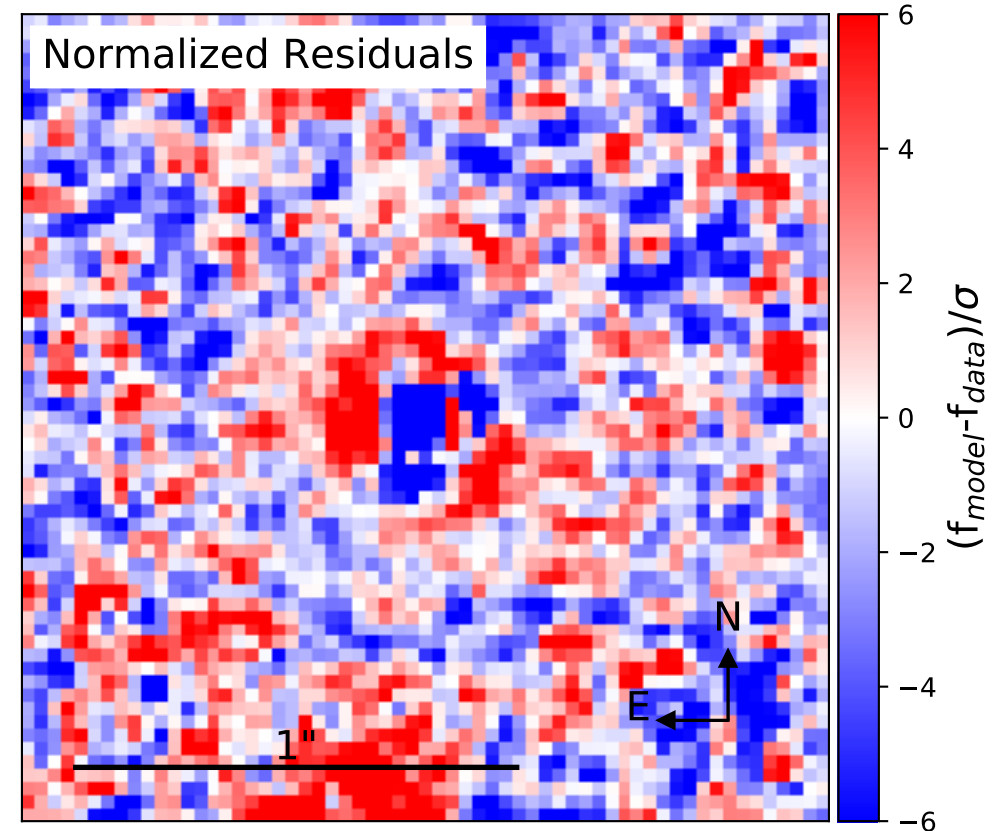 Normalized Residuals
6
4
2
0
−2
−4
−6
(f_model-f_data)/σ
N
E
1"